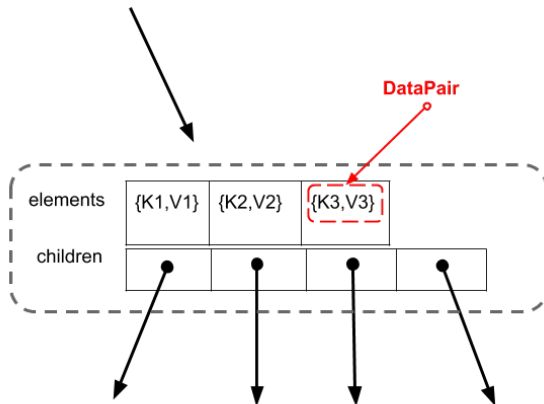 DataPair
elements {K1,V1} {K2,V2} {K3,V3}
children